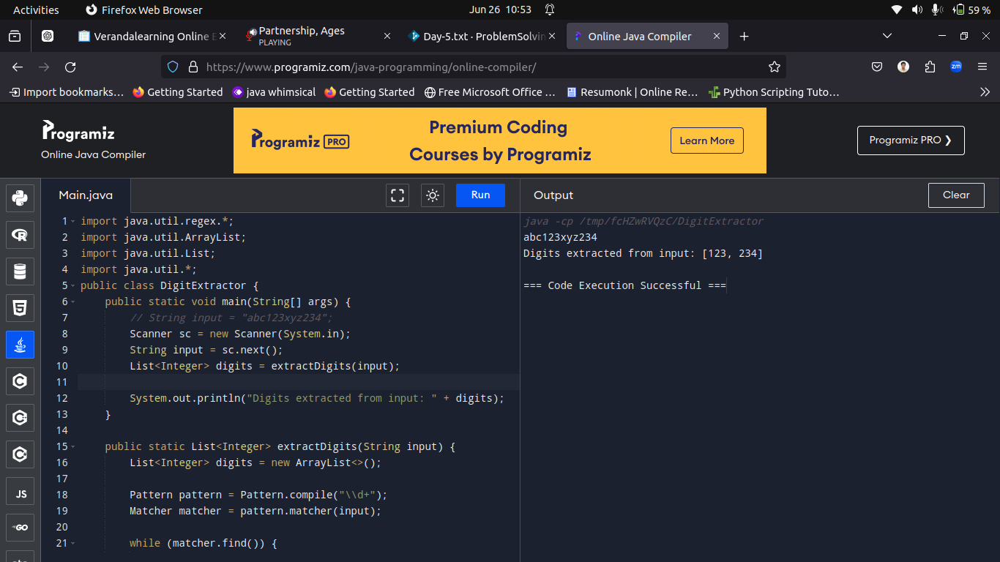 Activities
Firefox Web Browser
Jun 26 10:53
59 %
Verandalearning Online E
Partnership, Ages
PLAYING
Day-5.txt · ProblemSolvin
Online Java Compiler
https://www.programiz.com/java-programming/online-compiler/
zm
Import bookmarks...
Getting Started
java whimsical
Getting Started
Free Microsoft Office ...
Resumonk | Online Re...
Python Scripting Tuto...
Programiz
Online Java Compiler
Programiz PRO
Premium Coding
Courses by Programiz
Learn More
Programiz PRO ❯
Main.java
Run
Output
Clear
1 import java.util.regex.*;
2 import java.util.ArrayList;
3 import java.util.List;
4 import java.util.*;
5 public class DigitExtractor {
6     public static void main(String[] args) {
7         // String input = "abc123xyz234";
8         Scanner sc = new Scanner(System.in);
9         String input = sc.next();
10         List<Integer> digits = extractDigits(input);
11
12         System.out.println("Digits extracted from input: " + digits);
13     }
14
15     public static List<Integer> extractDigits(String input) {
16         List<Integer> digits = new ArrayList<>();
17
18         Pattern pattern = Pattern.compile("\\d+");
19         Matcher matcher = pattern.matcher(input);
20
21         while (matcher.find()) {
java -cp /tmp/fcHZwRVQzC/DigitExtractor
abc123xyz234
Digits extracted from input: [123, 234]
=== Code Execution Successful ===
R
5
C
C
C
JS
GO